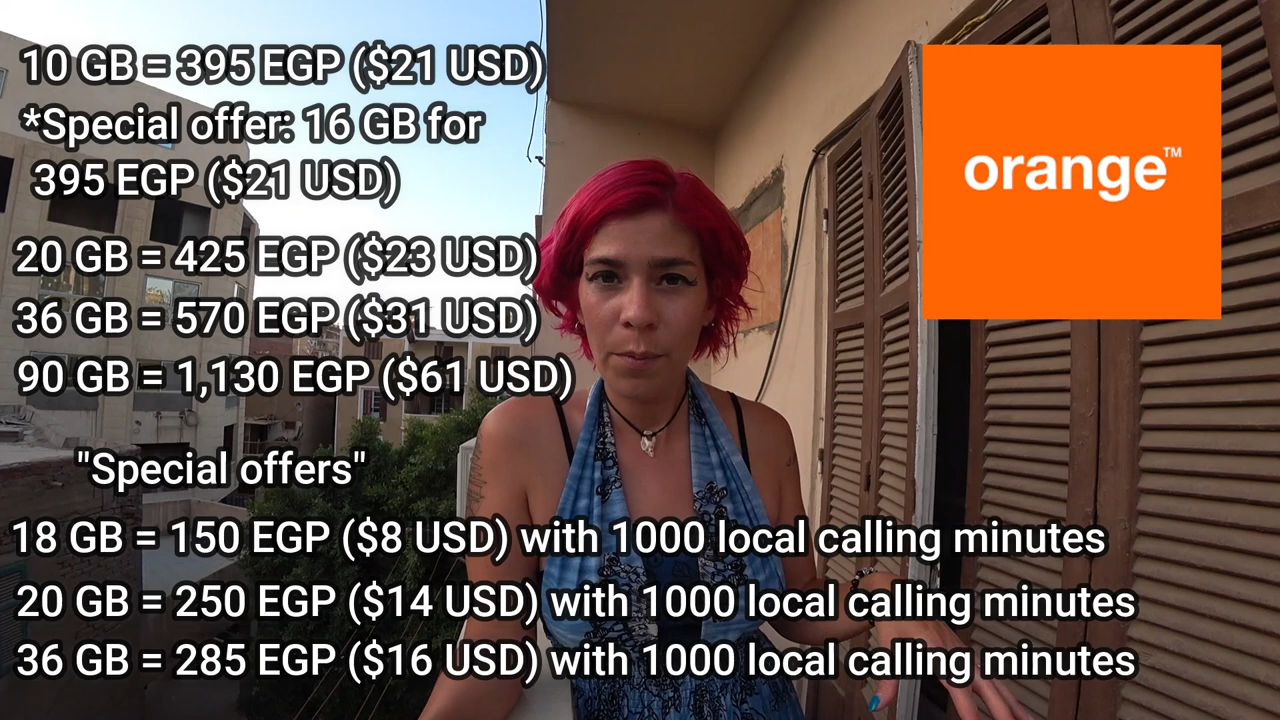 10 GB = 395 EGP ($21 USD)
*Special offer: 16 GB for
395 EGP ($21 USD)
orange™
20 GB = 425 EGP ($23 USD)
36 GB = 570 EGP ($31 USD)
90 GB = 1,130 EGP ($61 USD)
"Special offers"
18 GB = 150 EGP ($8 USD) with 1000 local calling minutes
20 GB = 250 EGP ($14 USD) with 1000 local calling minutes
36 GB = 285 EGP ($16 USD) with 1000 local calling minutes